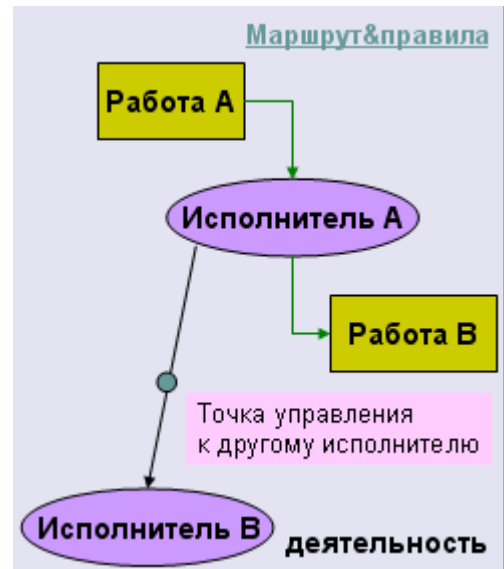 Маршрут&правила
Работа A
Исполнитель A
Работа B
Точка управления
к другому исполнителю
Исполнитель B
деятельность